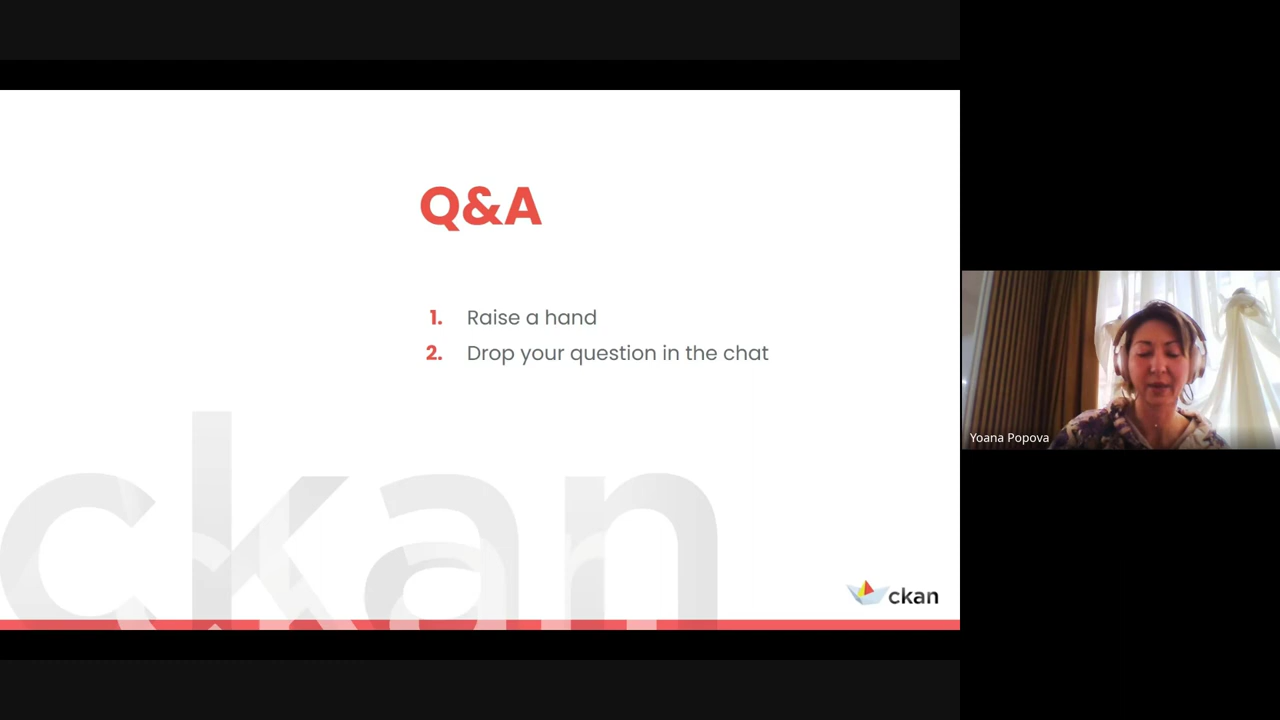 Q&A
1. Raise a hand
2. Drop your question in the chat
ckan
ckan
Yoana Popova